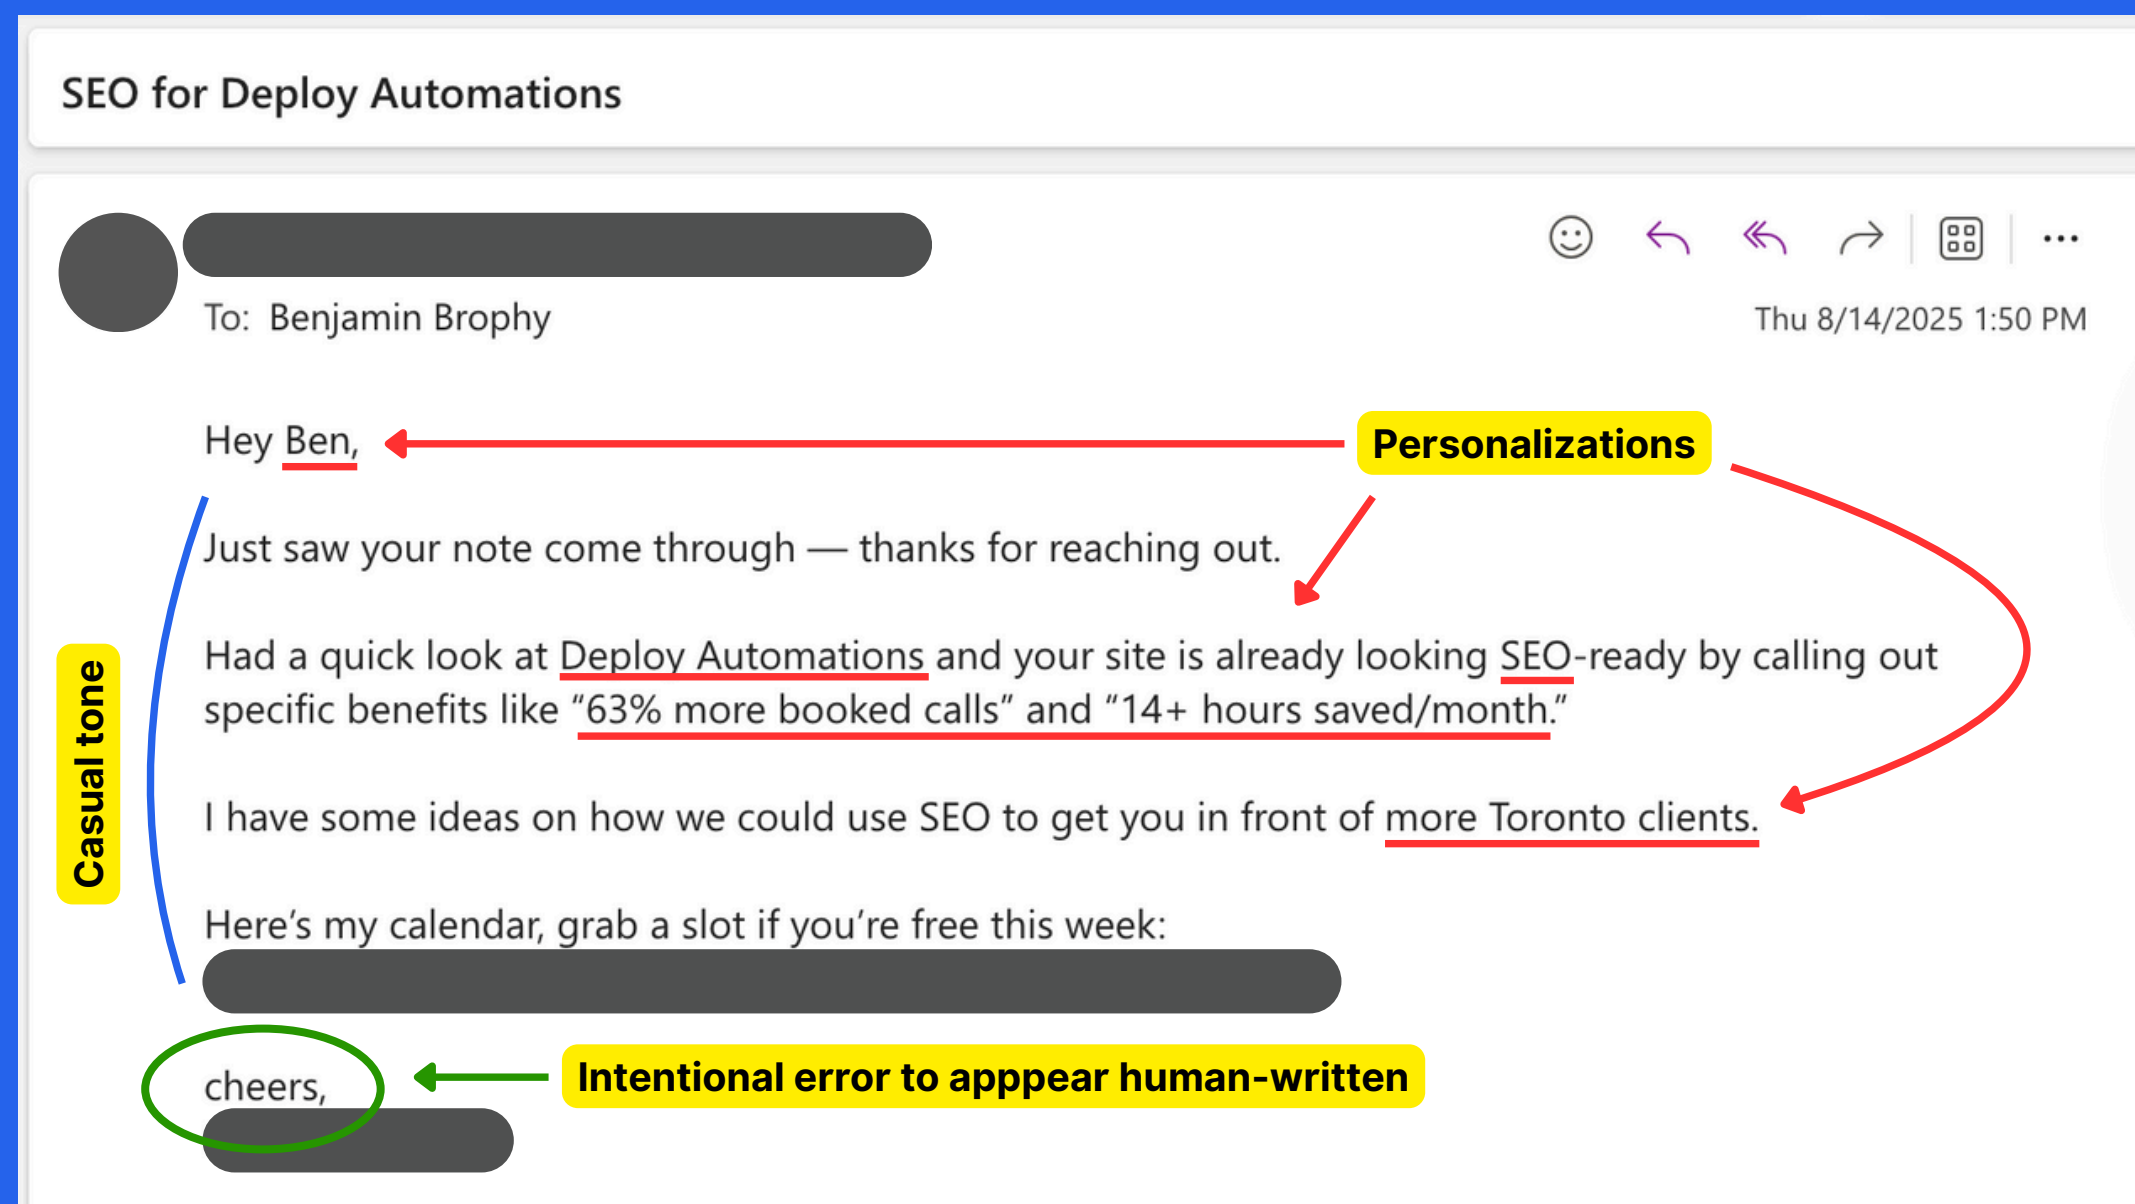 SEO for Deploy Automations
To: Benjamin Brophy
Thu 8/14/2025 1:50 PM
Hey Ben,
Personalizations
Just saw your note come through — thanks for reaching out.
Had a quick look at Deploy Automations and your site is already looking SEO-ready by calling out
specific benefits like “63% more booked calls” and “14+ hours saved/month.”
Casual tone
I have some ideas on how we could use SEO to get you in front of more Toronto clients.
Here’s my calendar, grab a slot if you’re free this week:
cheers,
Intentional error to apppear human-written